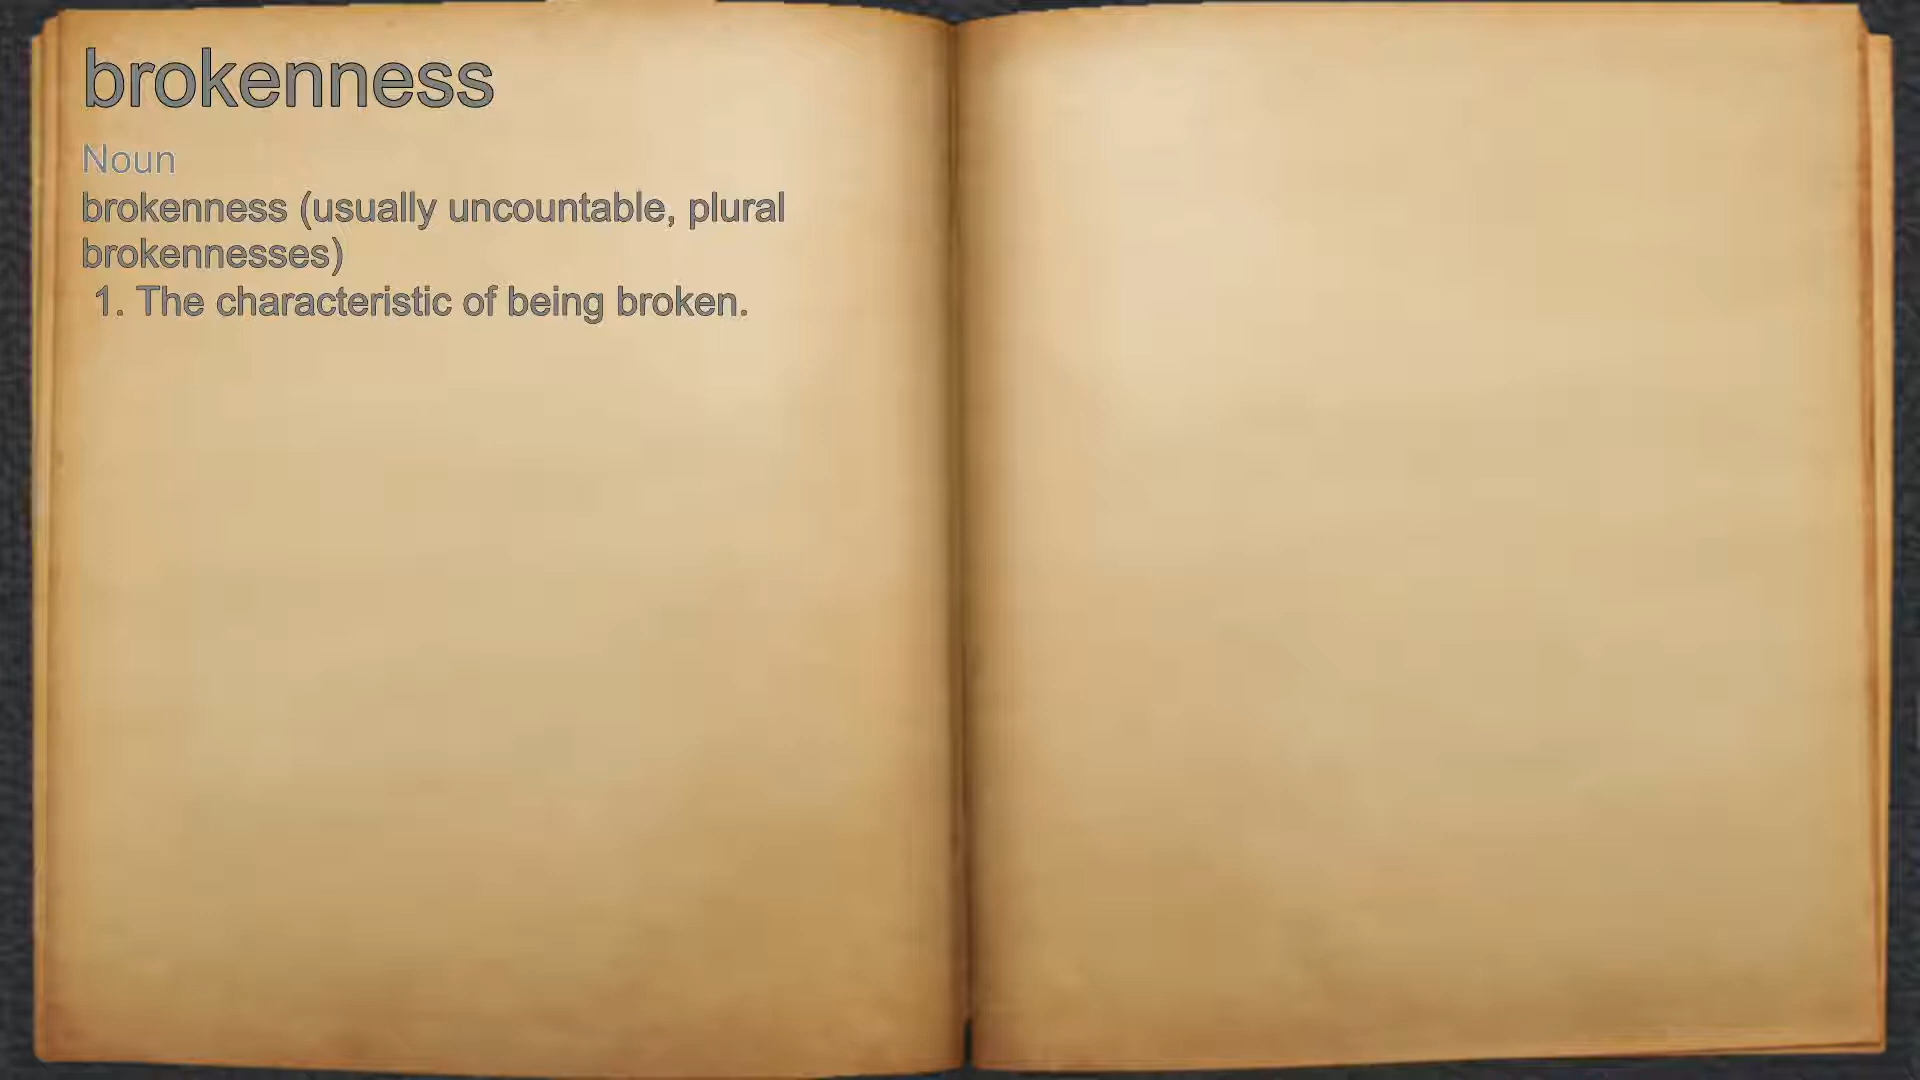 brokenness
Noun
brokenness (usually uncountable, plural
brokennesses)
1. The characteristic of being broken.